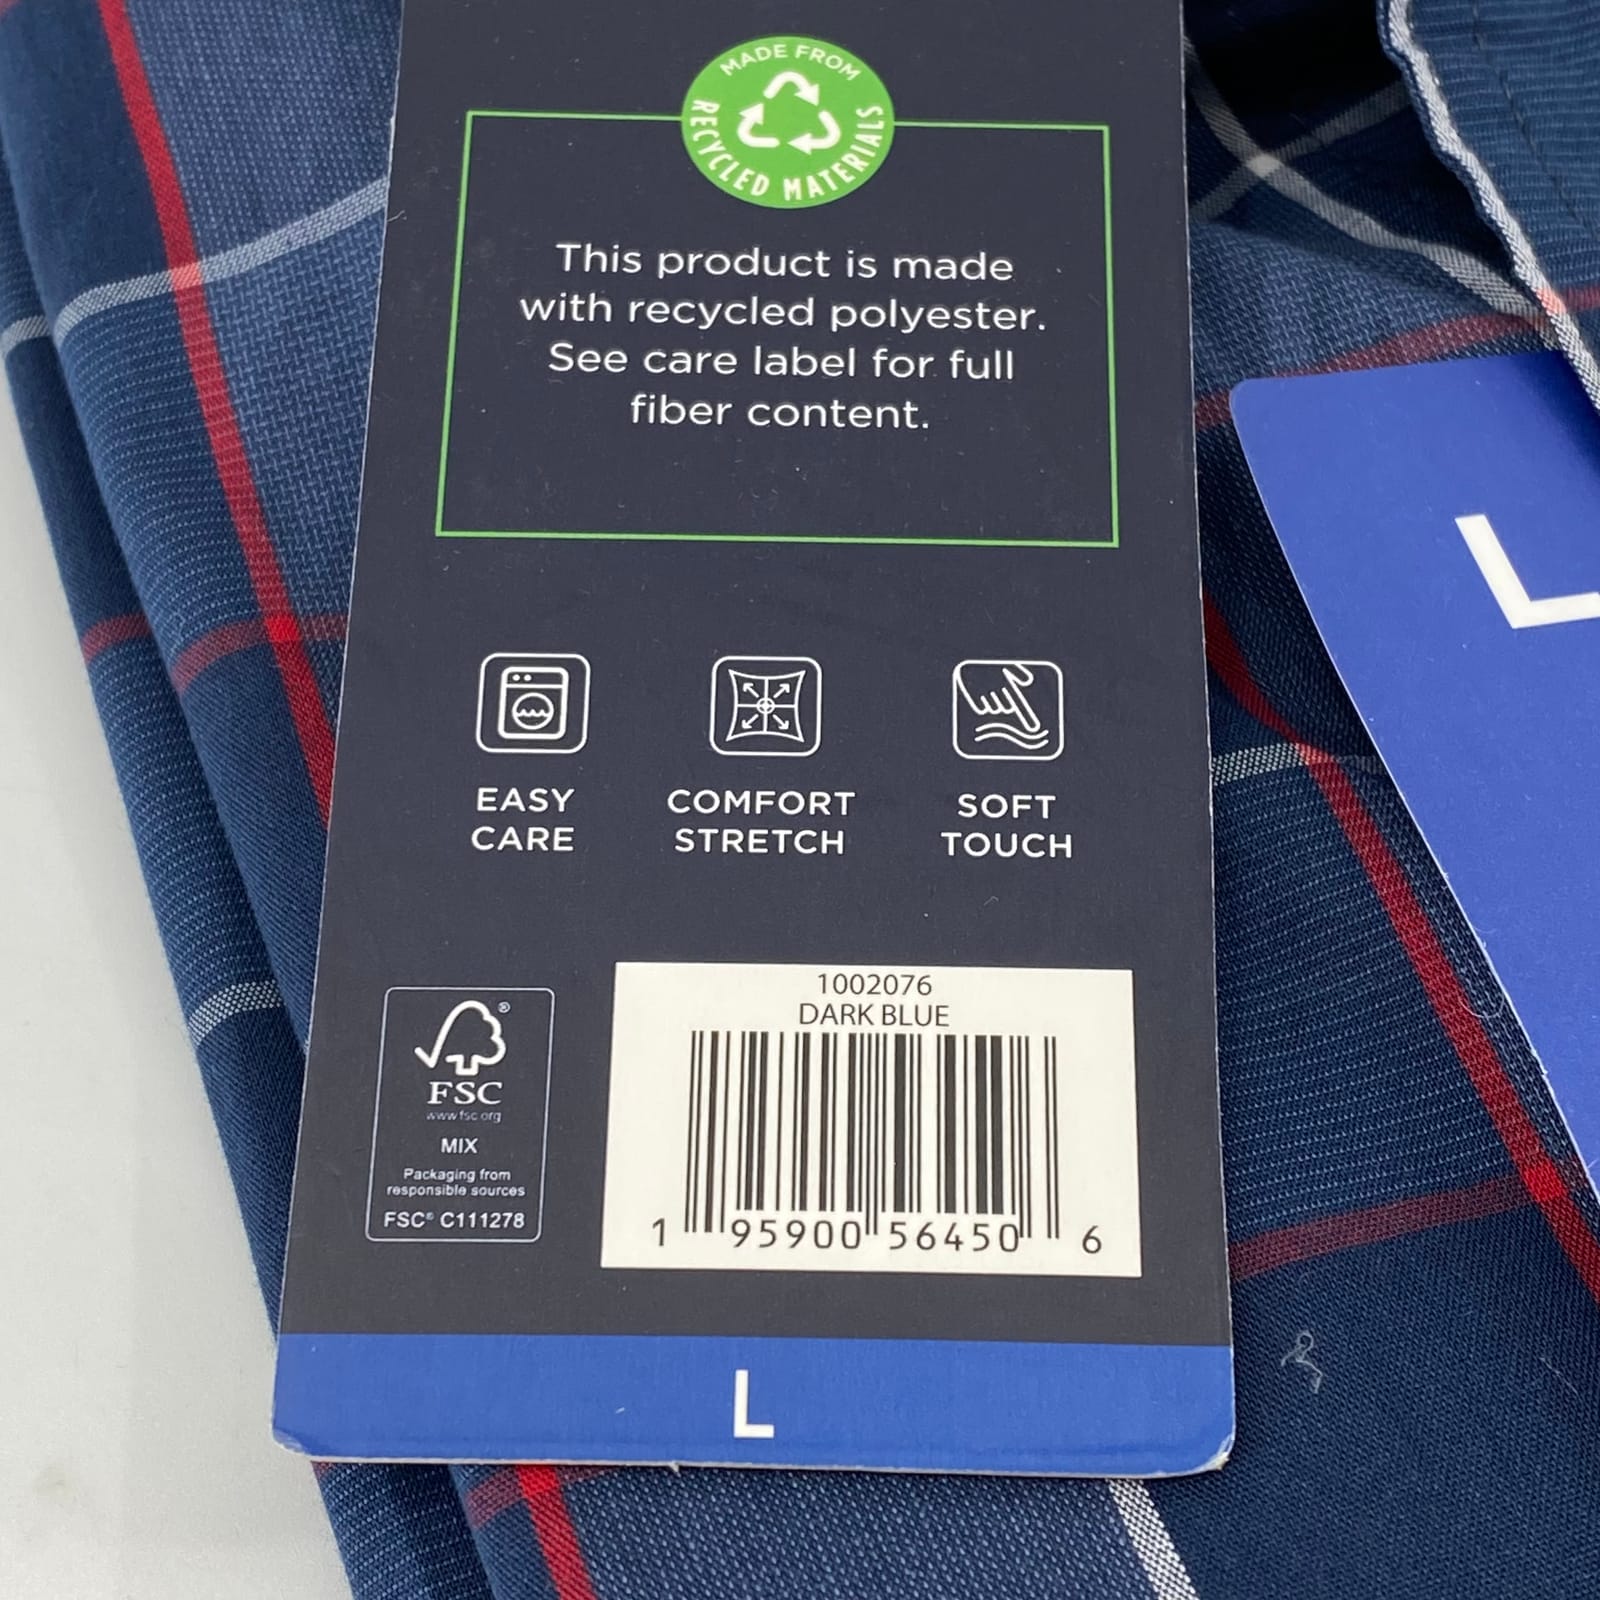 MADE FROM
RECYCLED MATERIALS
This product is made
with recycled polyester.
See care label for full
fiber content.
L
EASY
CARE
COMFORT
STRETCH
SOFT
TOUCH
FSC®
www.fsc.org
MIX
Packaging from
responsible sources
FSC® C111278
1002076
DARK BLUE
1 95900 56450 6
L